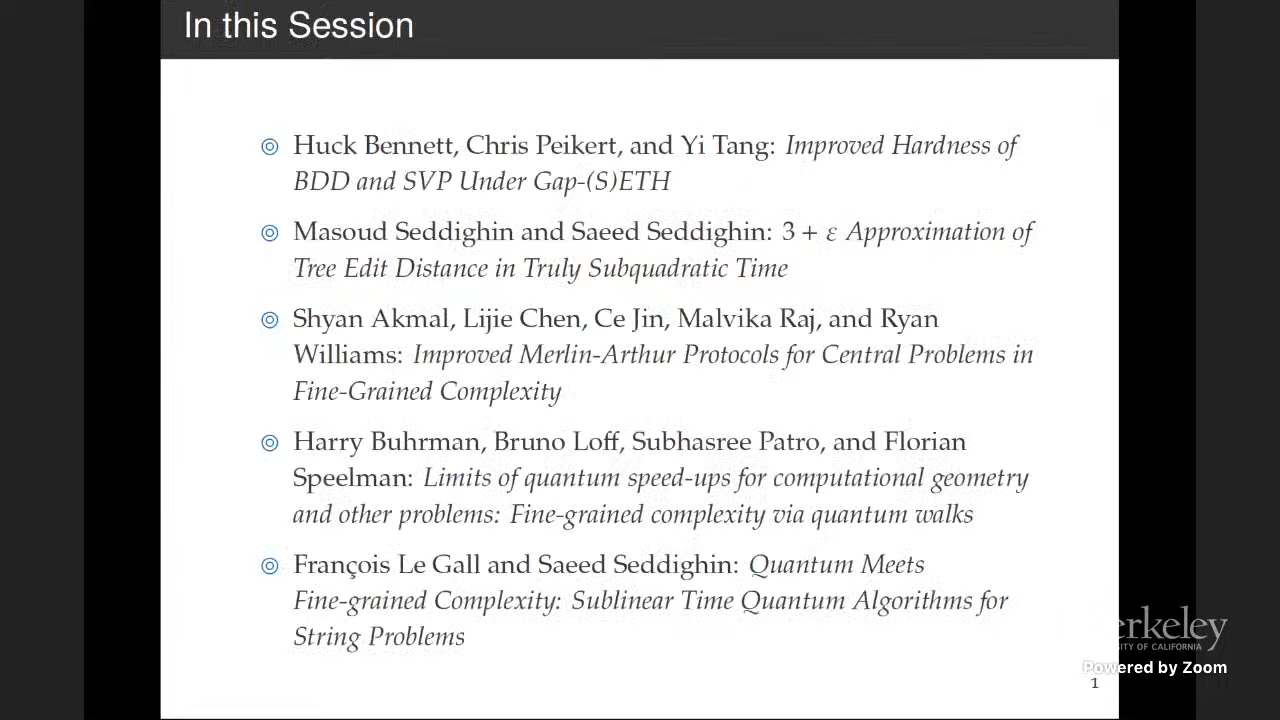 In this Session
◎ Huck Bennett, Chris Peikert, and Yi Tang: Improved Hardness of
BDD and SVP Under Gap-(S)ETH
◎ Masoud Seddighin and Saeed Seddighin: 3 + ε Approximation of
Tree Edit Distance in Truly Subquadratic Time
◎ Shyan Akmal, Lijie Chen, Ce Jin, Malvika Raj, and Ryan
Williams: Improved Merlin-Arthur Protocols for Central Problems in
Fine-Grained Complexity
◎ Harry Buhrman, Bruno Loff, Subhasree Patro, and Florian
Speelman: Limits of quantum speed-ups for computational geometry
and other problems: Fine-grained complexity via quantum walks
◎ François Le Gall and Saeed Seddighin: Quantum Meets
Fine-grained Complexity: Sublinear Time Quantum Algorithms for
String Problems
erkeley
SITY OF CALIFORNIA
Powered by Zoom
1